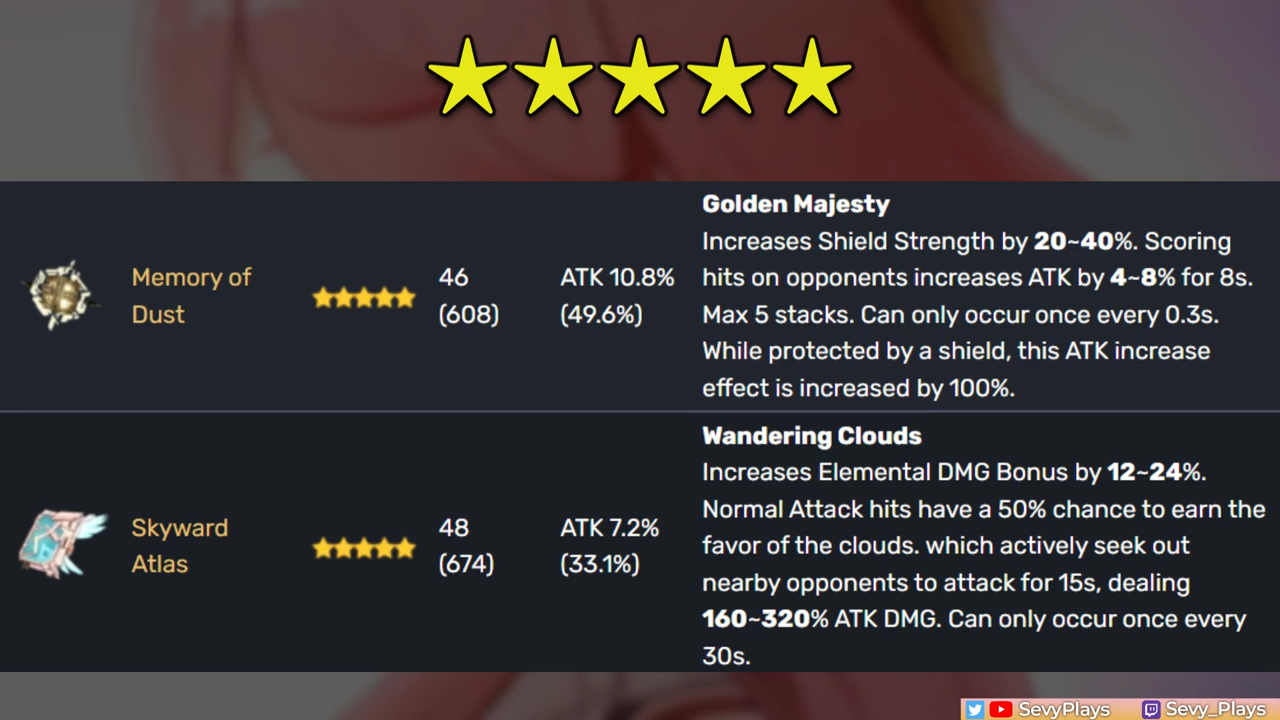 Memory of
Dust
46
(608)
ATK 10.8%
(49.6%)
Golden Majesty
Increases Shield Strength by 20~40%. Scoring
hits on opponents increases ATK by 4~8% for 8s.
Max 5 stacks. Can only occur once every 0.3s.
While protected by a shield, this ATK increase
effect is increased by 100%.
Skyward
Atlas
48
(674)
ATK 7.2%
(33.1%)
Wandering Clouds
Increases Elemental DMG Bonus by 12~24%.
Normal Attack hits have a 50% chance to earn the
favor of the clouds. which actively seek out
nearby opponents to attack for 15s, dealing
160~320% ATK DMG. Can only occur once every
30s.
SevyPlays
Sevy_Plays